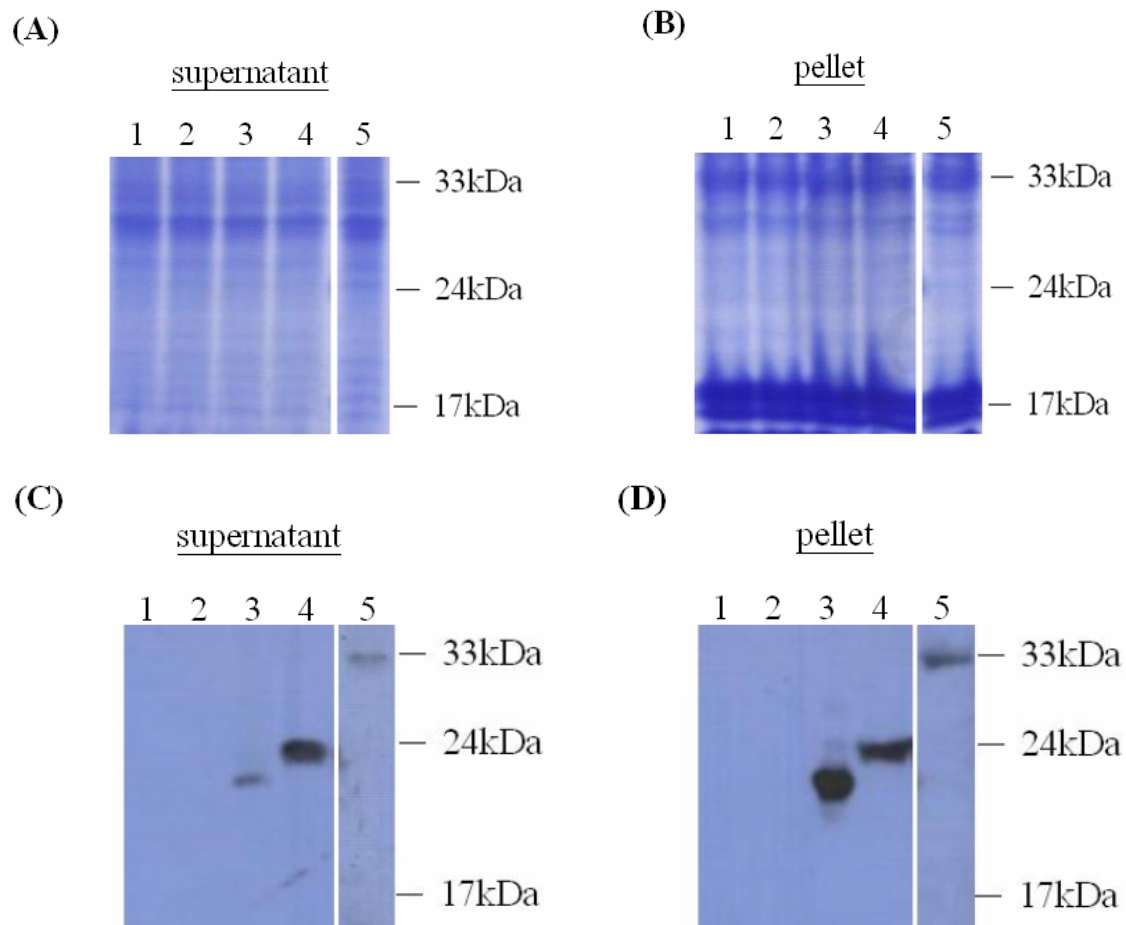 (A)
supernatant
1 2 3 4 5
33kDa
24kDa
17kDa
(B)
pellet
1 2 3 4 5
33kDa
24kDa
17kDa
(C)
supernatant
1 2 3 4 5
33kDa
24kDa
17kDa
(D)
pellet
1 2 3 4 5
33kDa
24kDa
17kDa